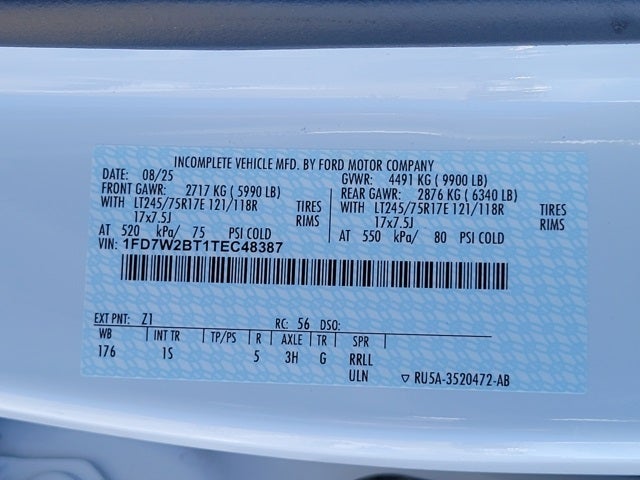 INCOMPLETE VEHICLE MFD. BY FORD MOTOR COMPANY
DATE: 08/25 GVWR: 4491 KG ( 9900 LB)
FRONT GAWR: 2717 KG ( 5990 LB) REAR GAWR: 2876 KG ( 6340 LB)
WITH LT245/75R17E 121/118R TIRES WITH LT245/75R17E 121/118R TIRES
17x7.5J RIMS 17x7.5J RIMS
AT 520 kPa/ 75 PSI COLD AT 550 kPa/ 80 PSI COLD
VIN: 1FD7W2BT1TEC48387
EXT PNT: Z1 RC: 56 DSO:
WB INT TR TP/PS R AXLE TR SPR
176 1S 5 3H G RRLL
ULN ▽ RU5A-3520472-AB